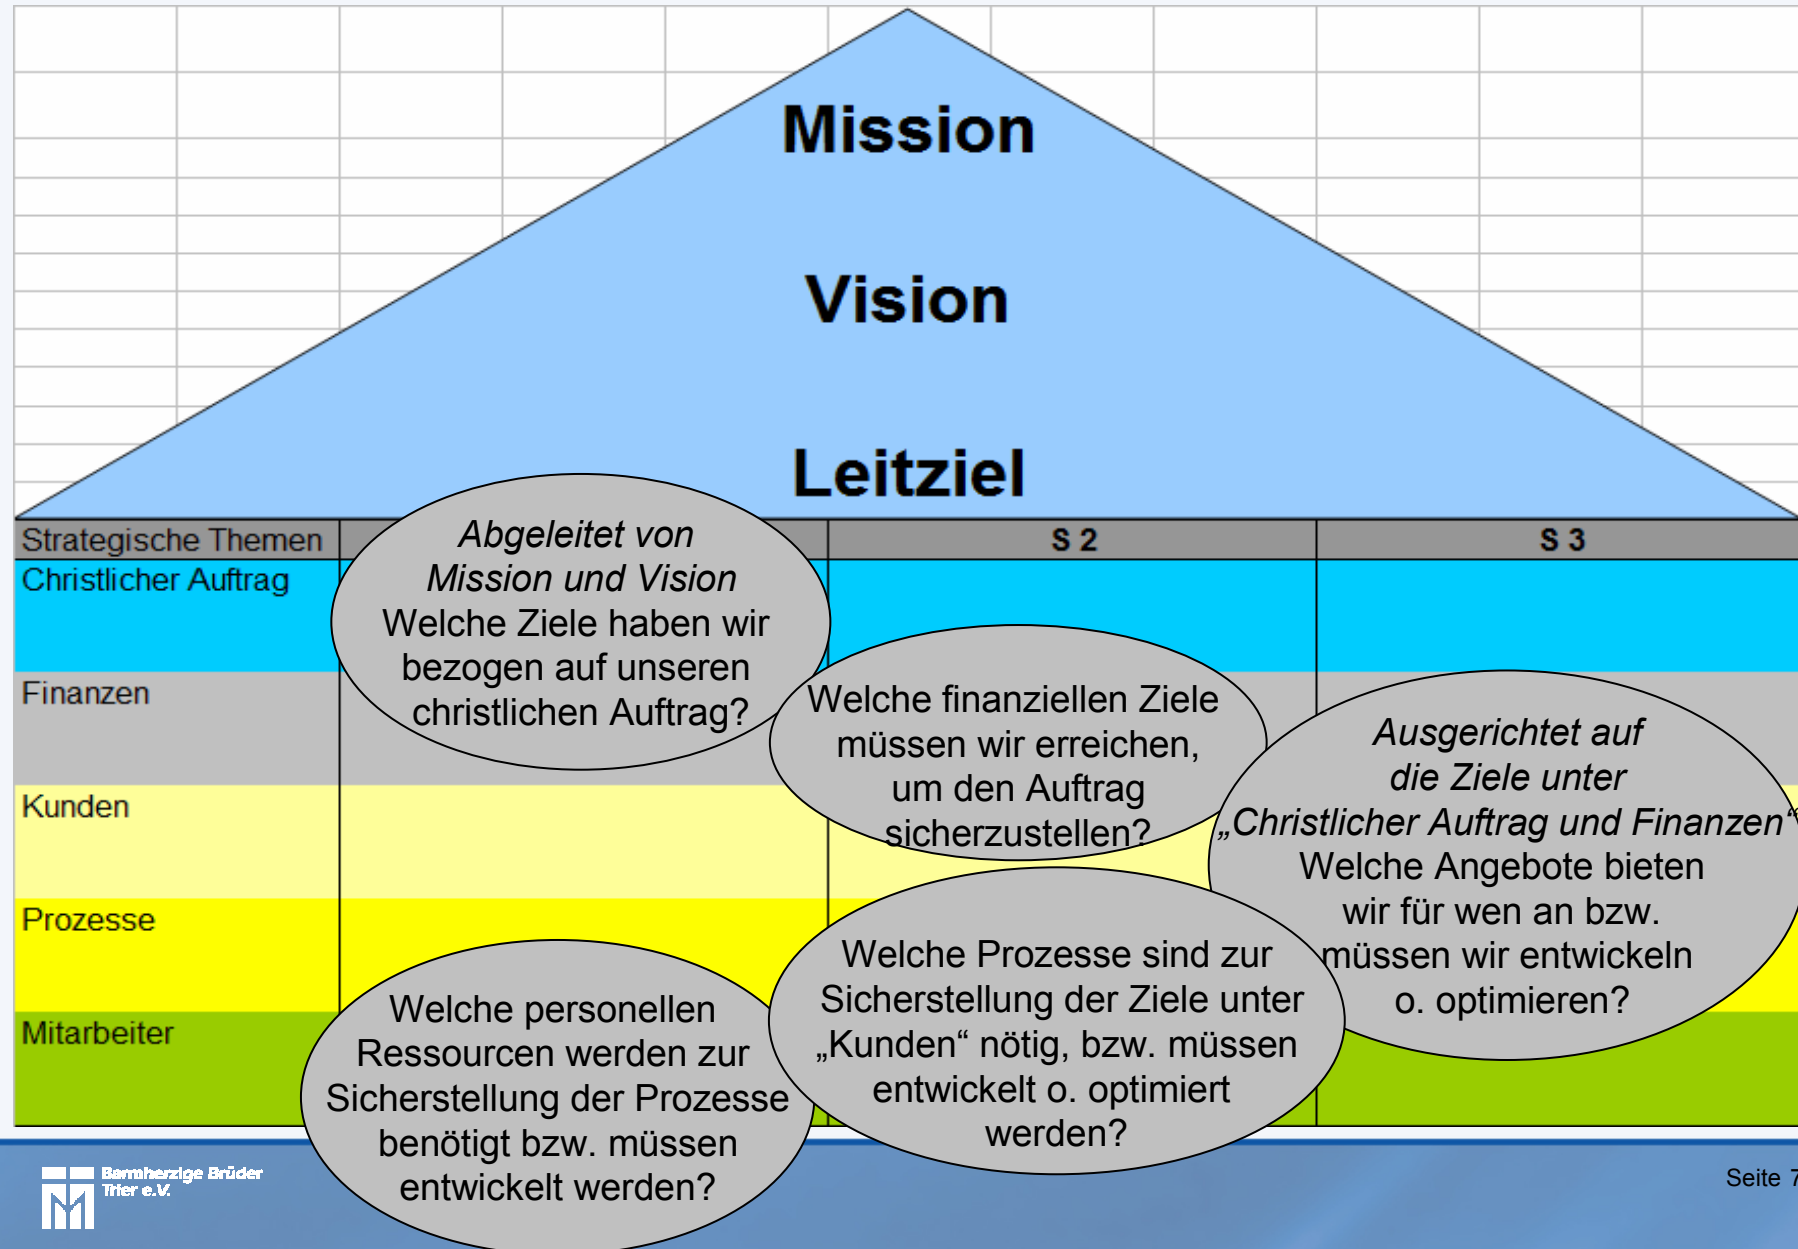 Mission
Vision
Leitziel
Strategische Themen
S 2
S 3
Christlicher Auftrag
Finanzen
Kunden
Prozesse
Mitarbeiter
Abgeleitet von
Mission und Vision
Welche Ziele haben wir
bezogen auf unseren
christlichen Auftrag?
Welche finanziellen Ziele
müssen wir erreichen,
um den Auftrag
sicherzustellen?
Ausgerichtet auf
die Ziele unter
„Christlicher Auftrag und Finanzen“
Welche Angebote bieten
wir für wen an bzw.
müssen wir entwickeln
o. optimieren?
Welche Prozesse sind zur
Sicherstellung der Ziele unter
„Kunden“ nötig, bzw. müssen
entwickelt o. optimiert
werden?
Welche personellen
Ressourcen werden zur
Sicherstellung der Prozesse
benötigt bzw. müssen
entwickelt werden?
Barmherzige Brüder
Trier e.V.
Seite 7